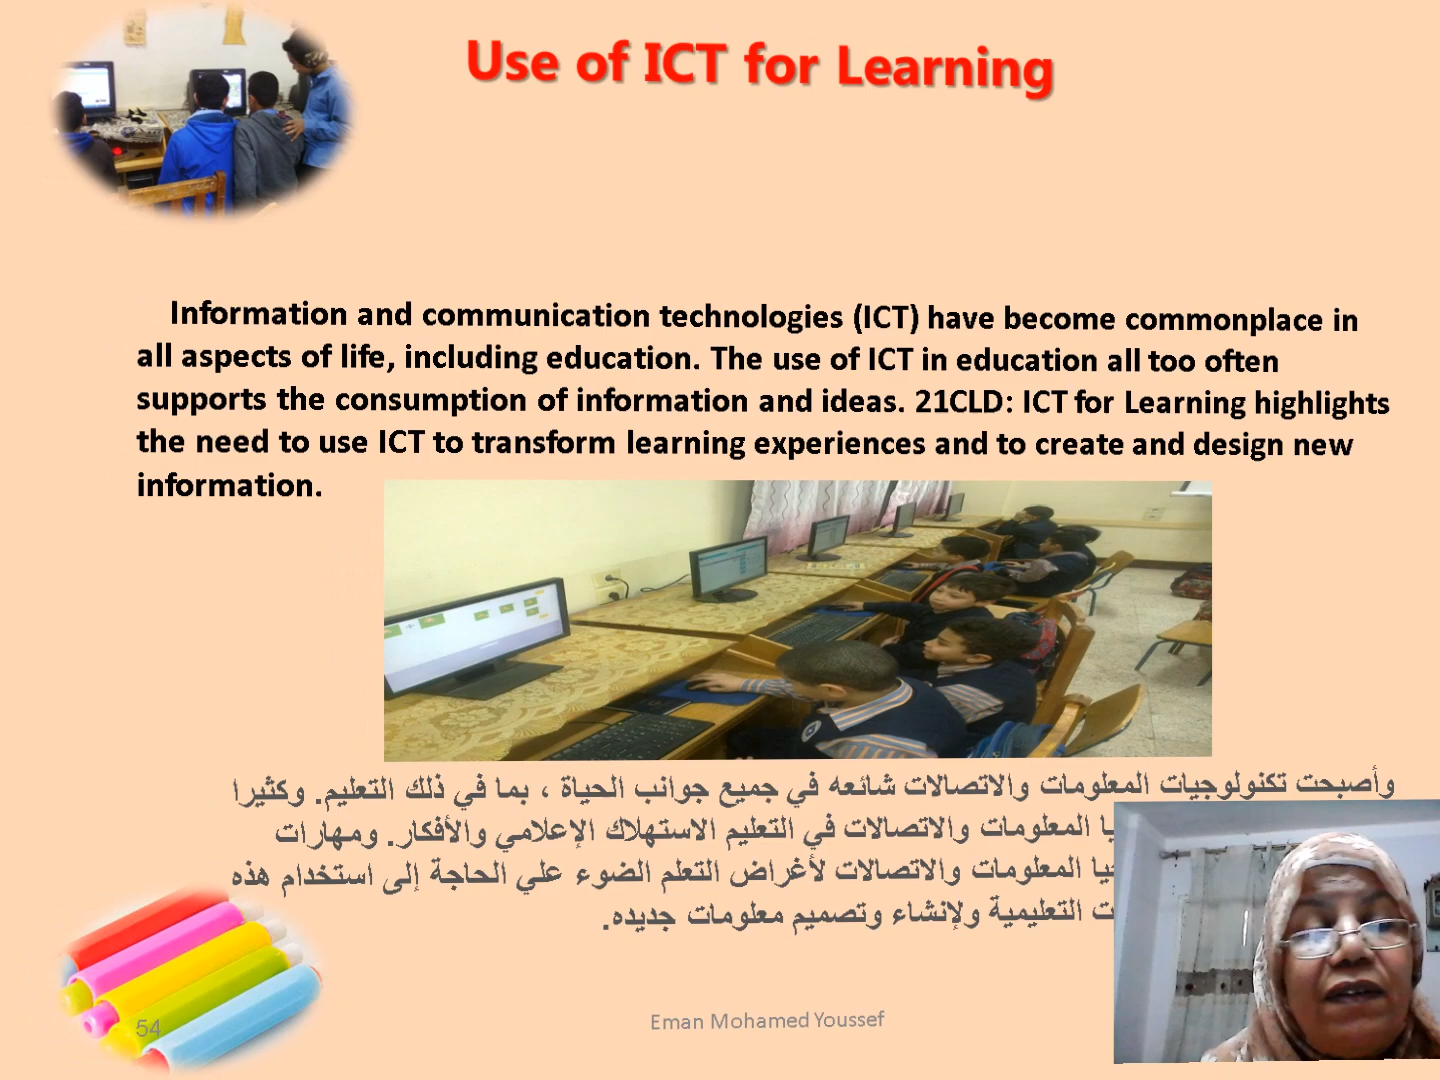 Use of ICT for Learning
Information and communication technologies (ICT) have become commonplace in
all aspects of life, including education. The use of ICT in education all too often
supports the consumption of information and ideas. 21CLD: ICT for Learning highlights
the need to use ICT to transform learning experiences and to create and design new
information.
وأصبحت تكنولوجيات المعلومات والاتصالات شائعه في جميع جوانب الحياة ، بما في ذلك التعليم. وكثيرا
المعلومات والاتصالات في التعليم الاستهلاك الإعلامي والأفكار. ومهارات
المعلومات والاتصالات لأغراض التعلم الضوء علي الحاجة إلى استخدام هذه
التعليمية ولإنشاء وتصميم معلومات جديده.
54
Eman Mohamed Youssef